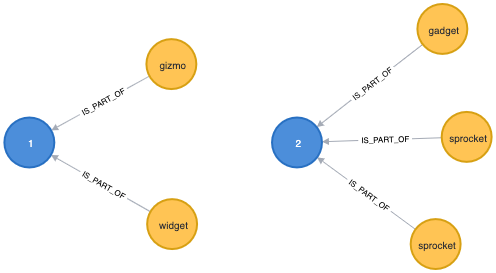 gizmo
IS_PART_OF
1
IS_PART_OF
widget
gadget
IS_PART_OF
2
IS_PART_OF
sprocket
IS_PART_OF
sprocket